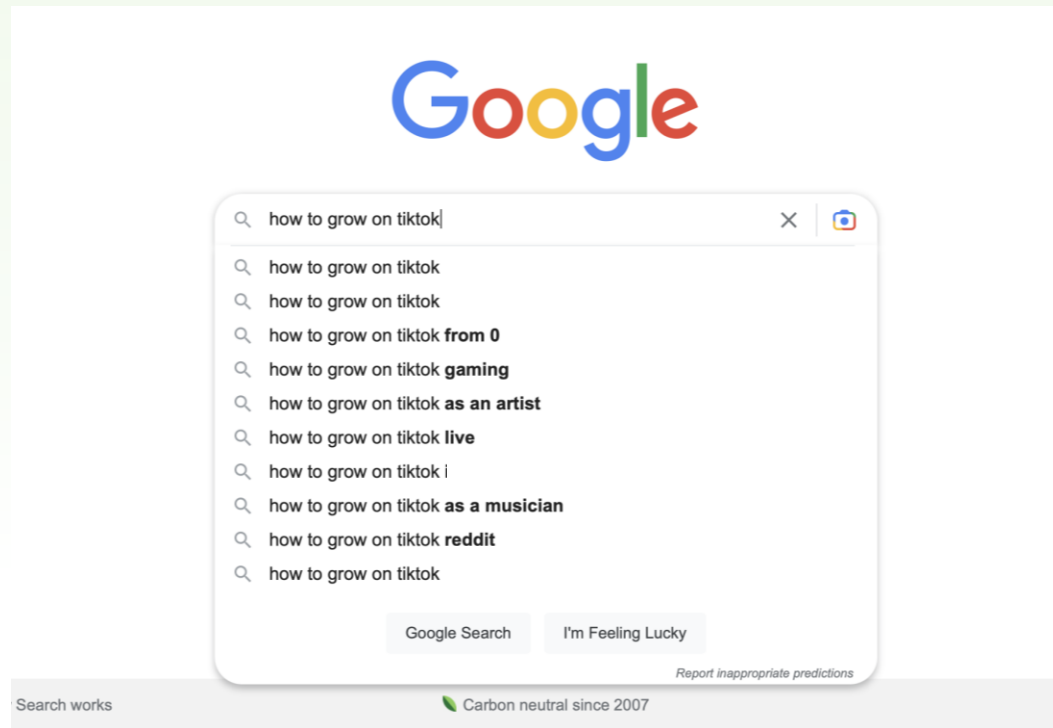 Google
how to grow on tiktok
how to grow on tiktok
how to grow on tiktok
how to grow on tiktok from 0
how to grow on tiktok gaming
how to grow on tiktok as an artist
how to grow on tiktok live
how to grow on tiktok i
how to grow on tiktok as a musician
how to grow on tiktok reddit
how to grow on tiktok
Google Search I'm Feeling Lucky
Report inappropriate predictions
Search works Carbon neutral since 2007